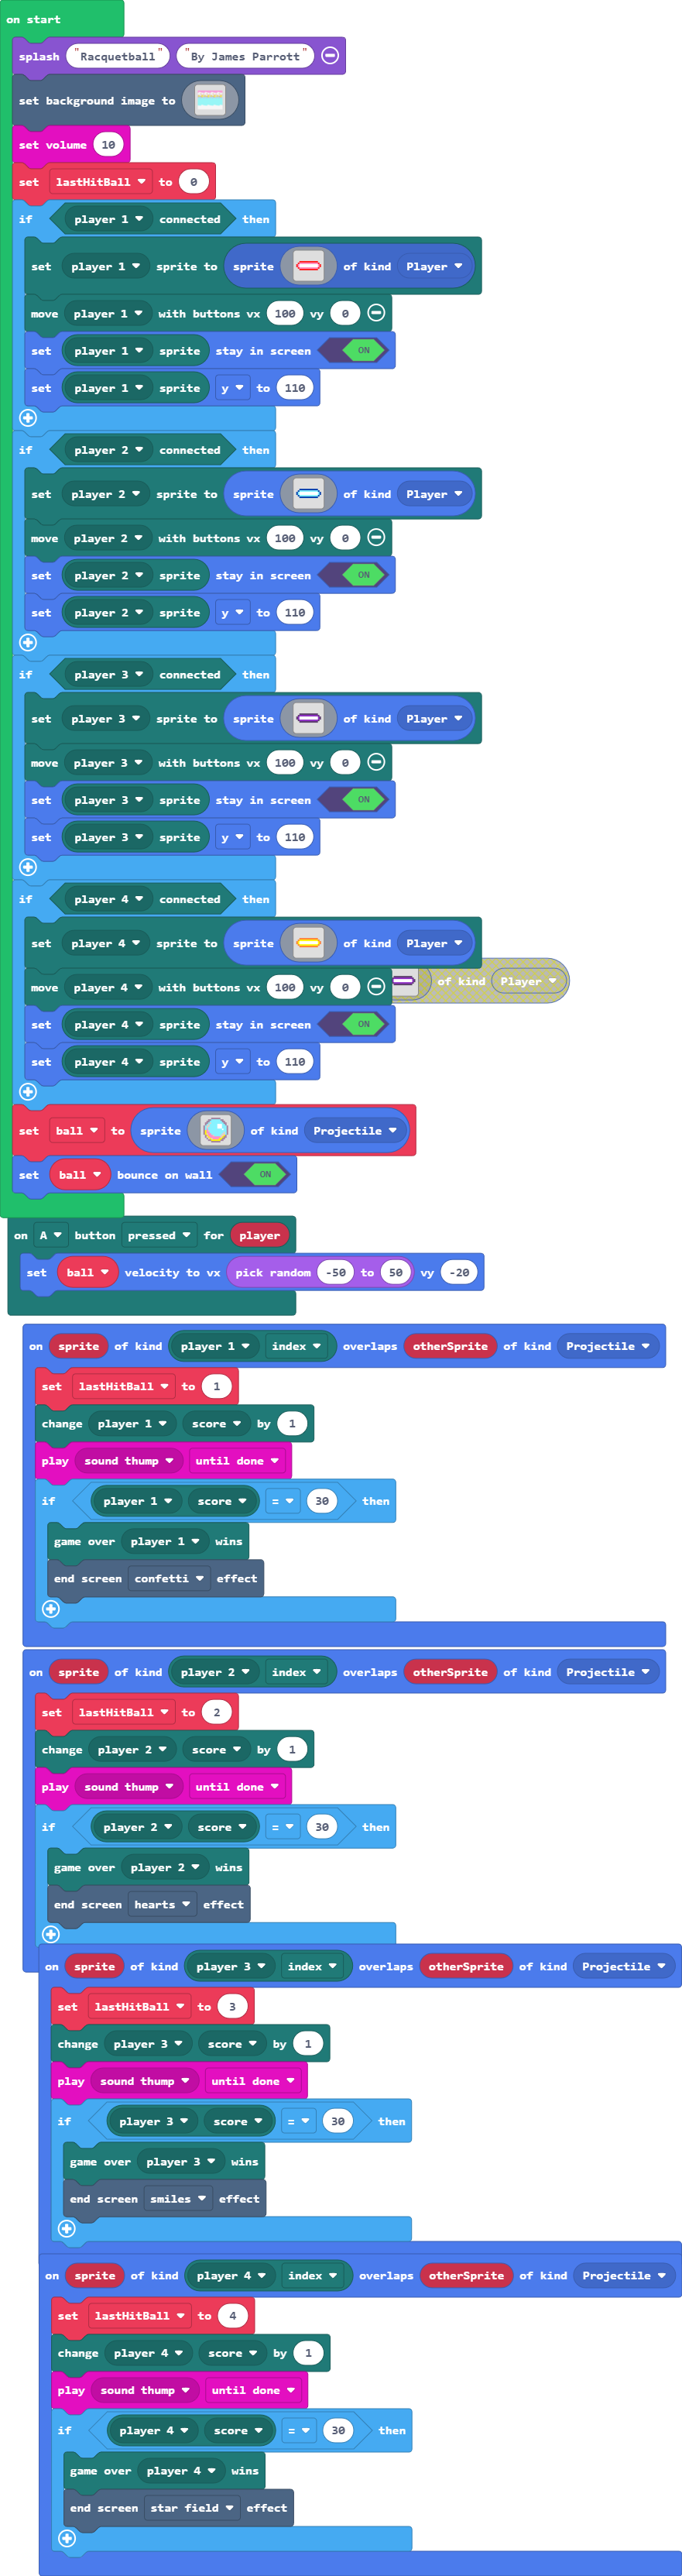 on start
splash "Racquetball" "By James Parrott"
set background image to
set volume 10
set lastHitBall to 0
if player 1 connected then
set player 1 sprite to sprite of kind Player
move player 1 with buttons vx 100 vy 0
set player 1 sprite stay in screen ON
set player 1 sprite y to 110
if player 2 connected then
set player 2 sprite to sprite of kind Player
move player 2 with buttons vx 100 vy 0
set player 2 sprite stay in screen ON
set player 2 sprite y to 110
if player 3 connected then
set player 3 sprite to sprite of kind Player
move player 3 with buttons vx 100 vy 0
set player 3 sprite stay in screen ON
set player 3 sprite y to 110
if player 4 connected then
set player 4 sprite to sprite of kind Player
of kind Player
move player 4 with buttons vx 100 vy 0
set player 4 sprite stay in screen ON
set player 4 sprite y to 110
set ball to sprite of kind Projectile
set ball bounce on wall ON
on A button pressed for player
set ball velocity to vx pick random -50 to 50 vy -20
on sprite of kind player 1 index overlaps otherSprite of kind Projectile
set lastHitBall to 1
change player 1 score by 1
play sound thump until done
if player 1 score = 30 then
game over player 1 wins
end screen confetti effect
on sprite of kind player 2 index overlaps otherSprite of kind Projectile
set lastHitBall to 2
change player 2 score by 1
play sound thump until done
if player 2 score = 30 then
game over player 2 wins
end screen hearts effect
on sprite of kind player 3 index overlaps otherSprite of kind Projectile
set lastHitBall to 3
change player 3 score by 1
play sound thump until done
if player 3 score = 30 then
game over player 3 wins
end screen smiles effect
on sprite of kind player 4 index overlaps otherSprite of kind Projectile
set lastHitBall to 4
change player 4 score by 1
play sound thump until done
if player 4 score = 30 then
game over player 4 wins
end screen star field effect